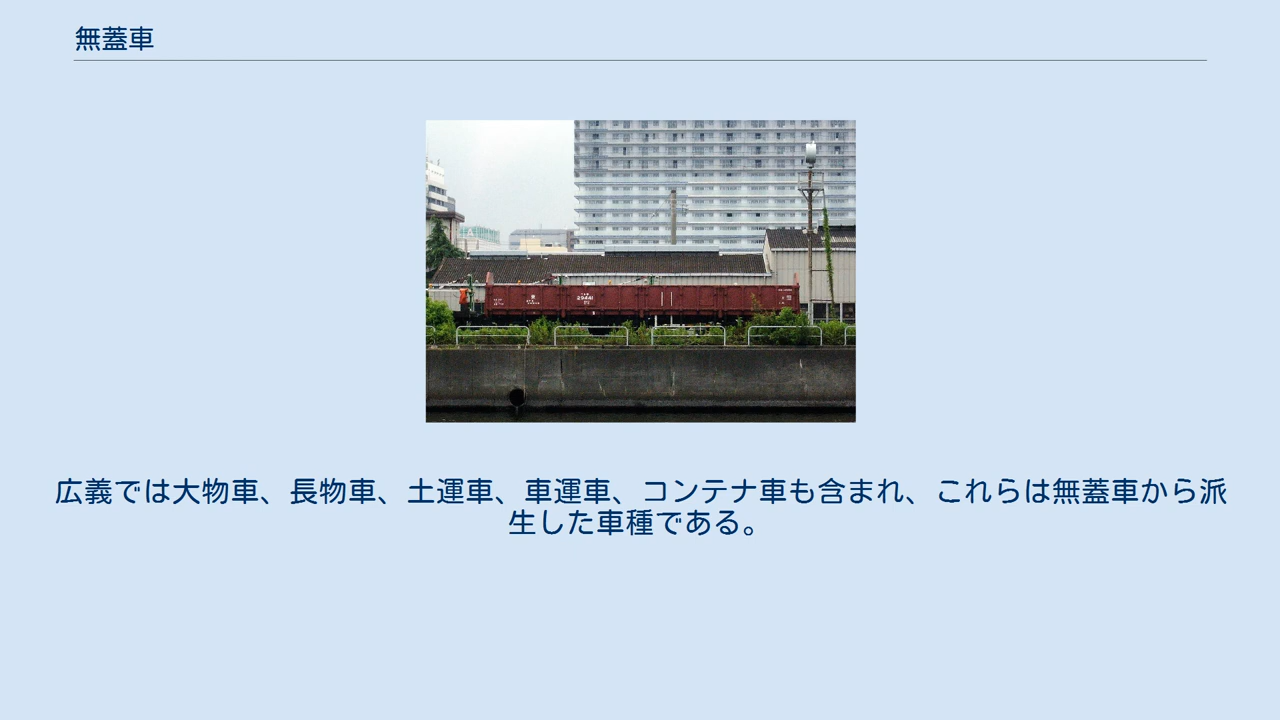 無蓋車
29441
広義では大物車、長物車、土運車、車運車、コンテナ車も含まれ、これらは無蓋車から派
生した車種である。